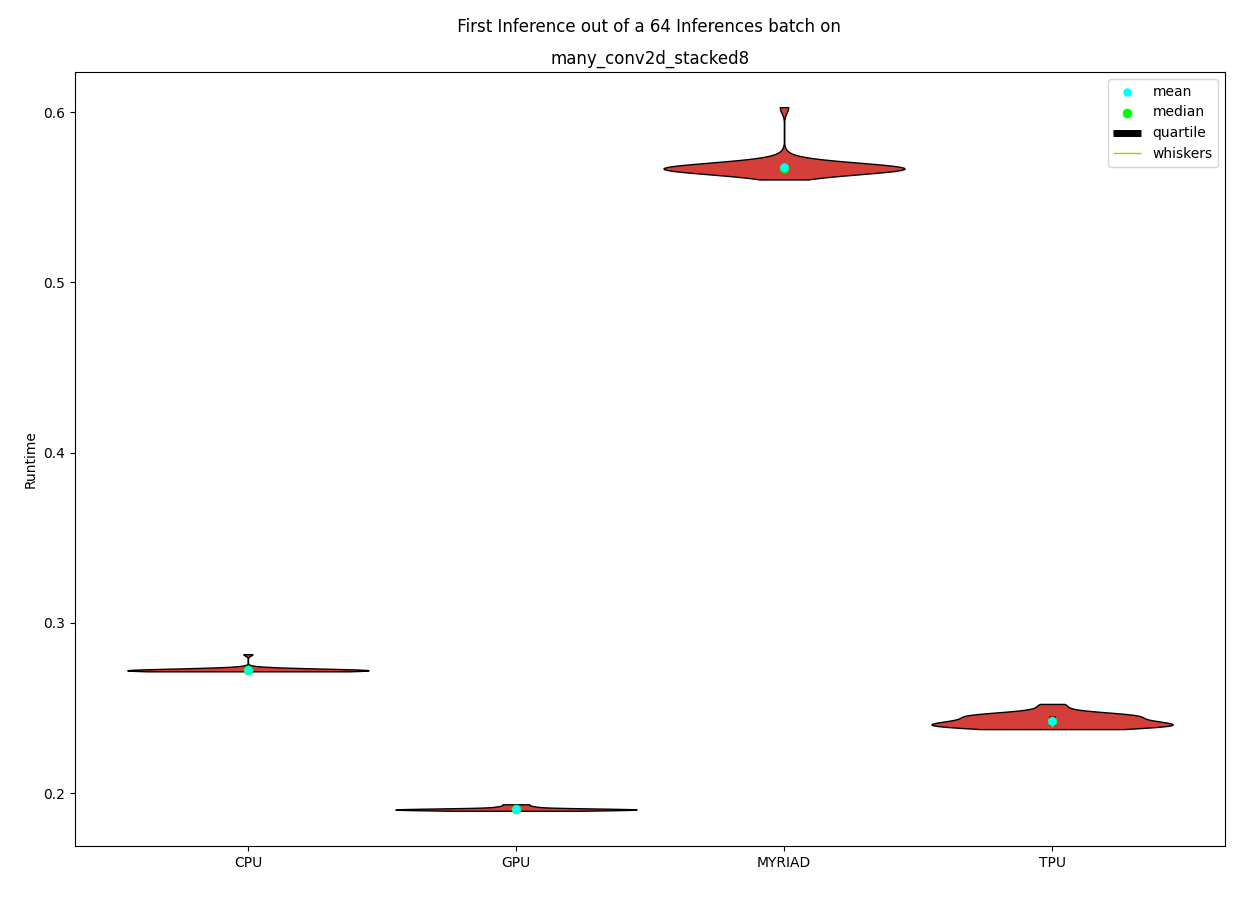 First Inference out of a 64 Inferences batch on
many_conv2d_stacked8
mean
median
quartile
whiskers
Runtime
0.6
0.5
0.4
0.3
0.2
CPU
GPU
MYRIAD
TPU